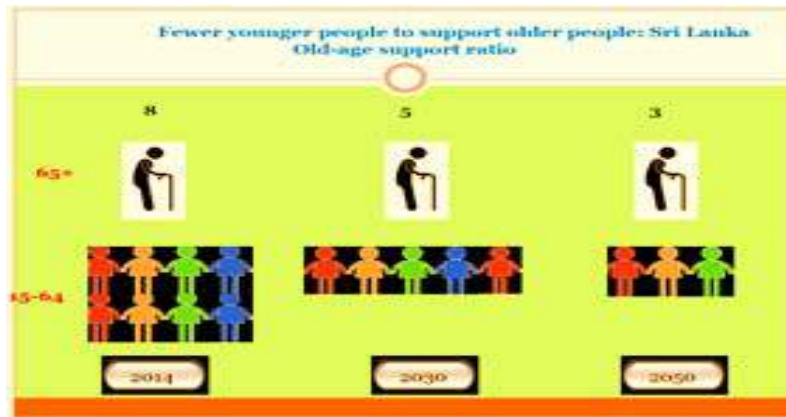 Fewer younger people to support older people: Sri Lanka
Old-age support ratio
8 5 3
65+
15-64
2014 2030 2050